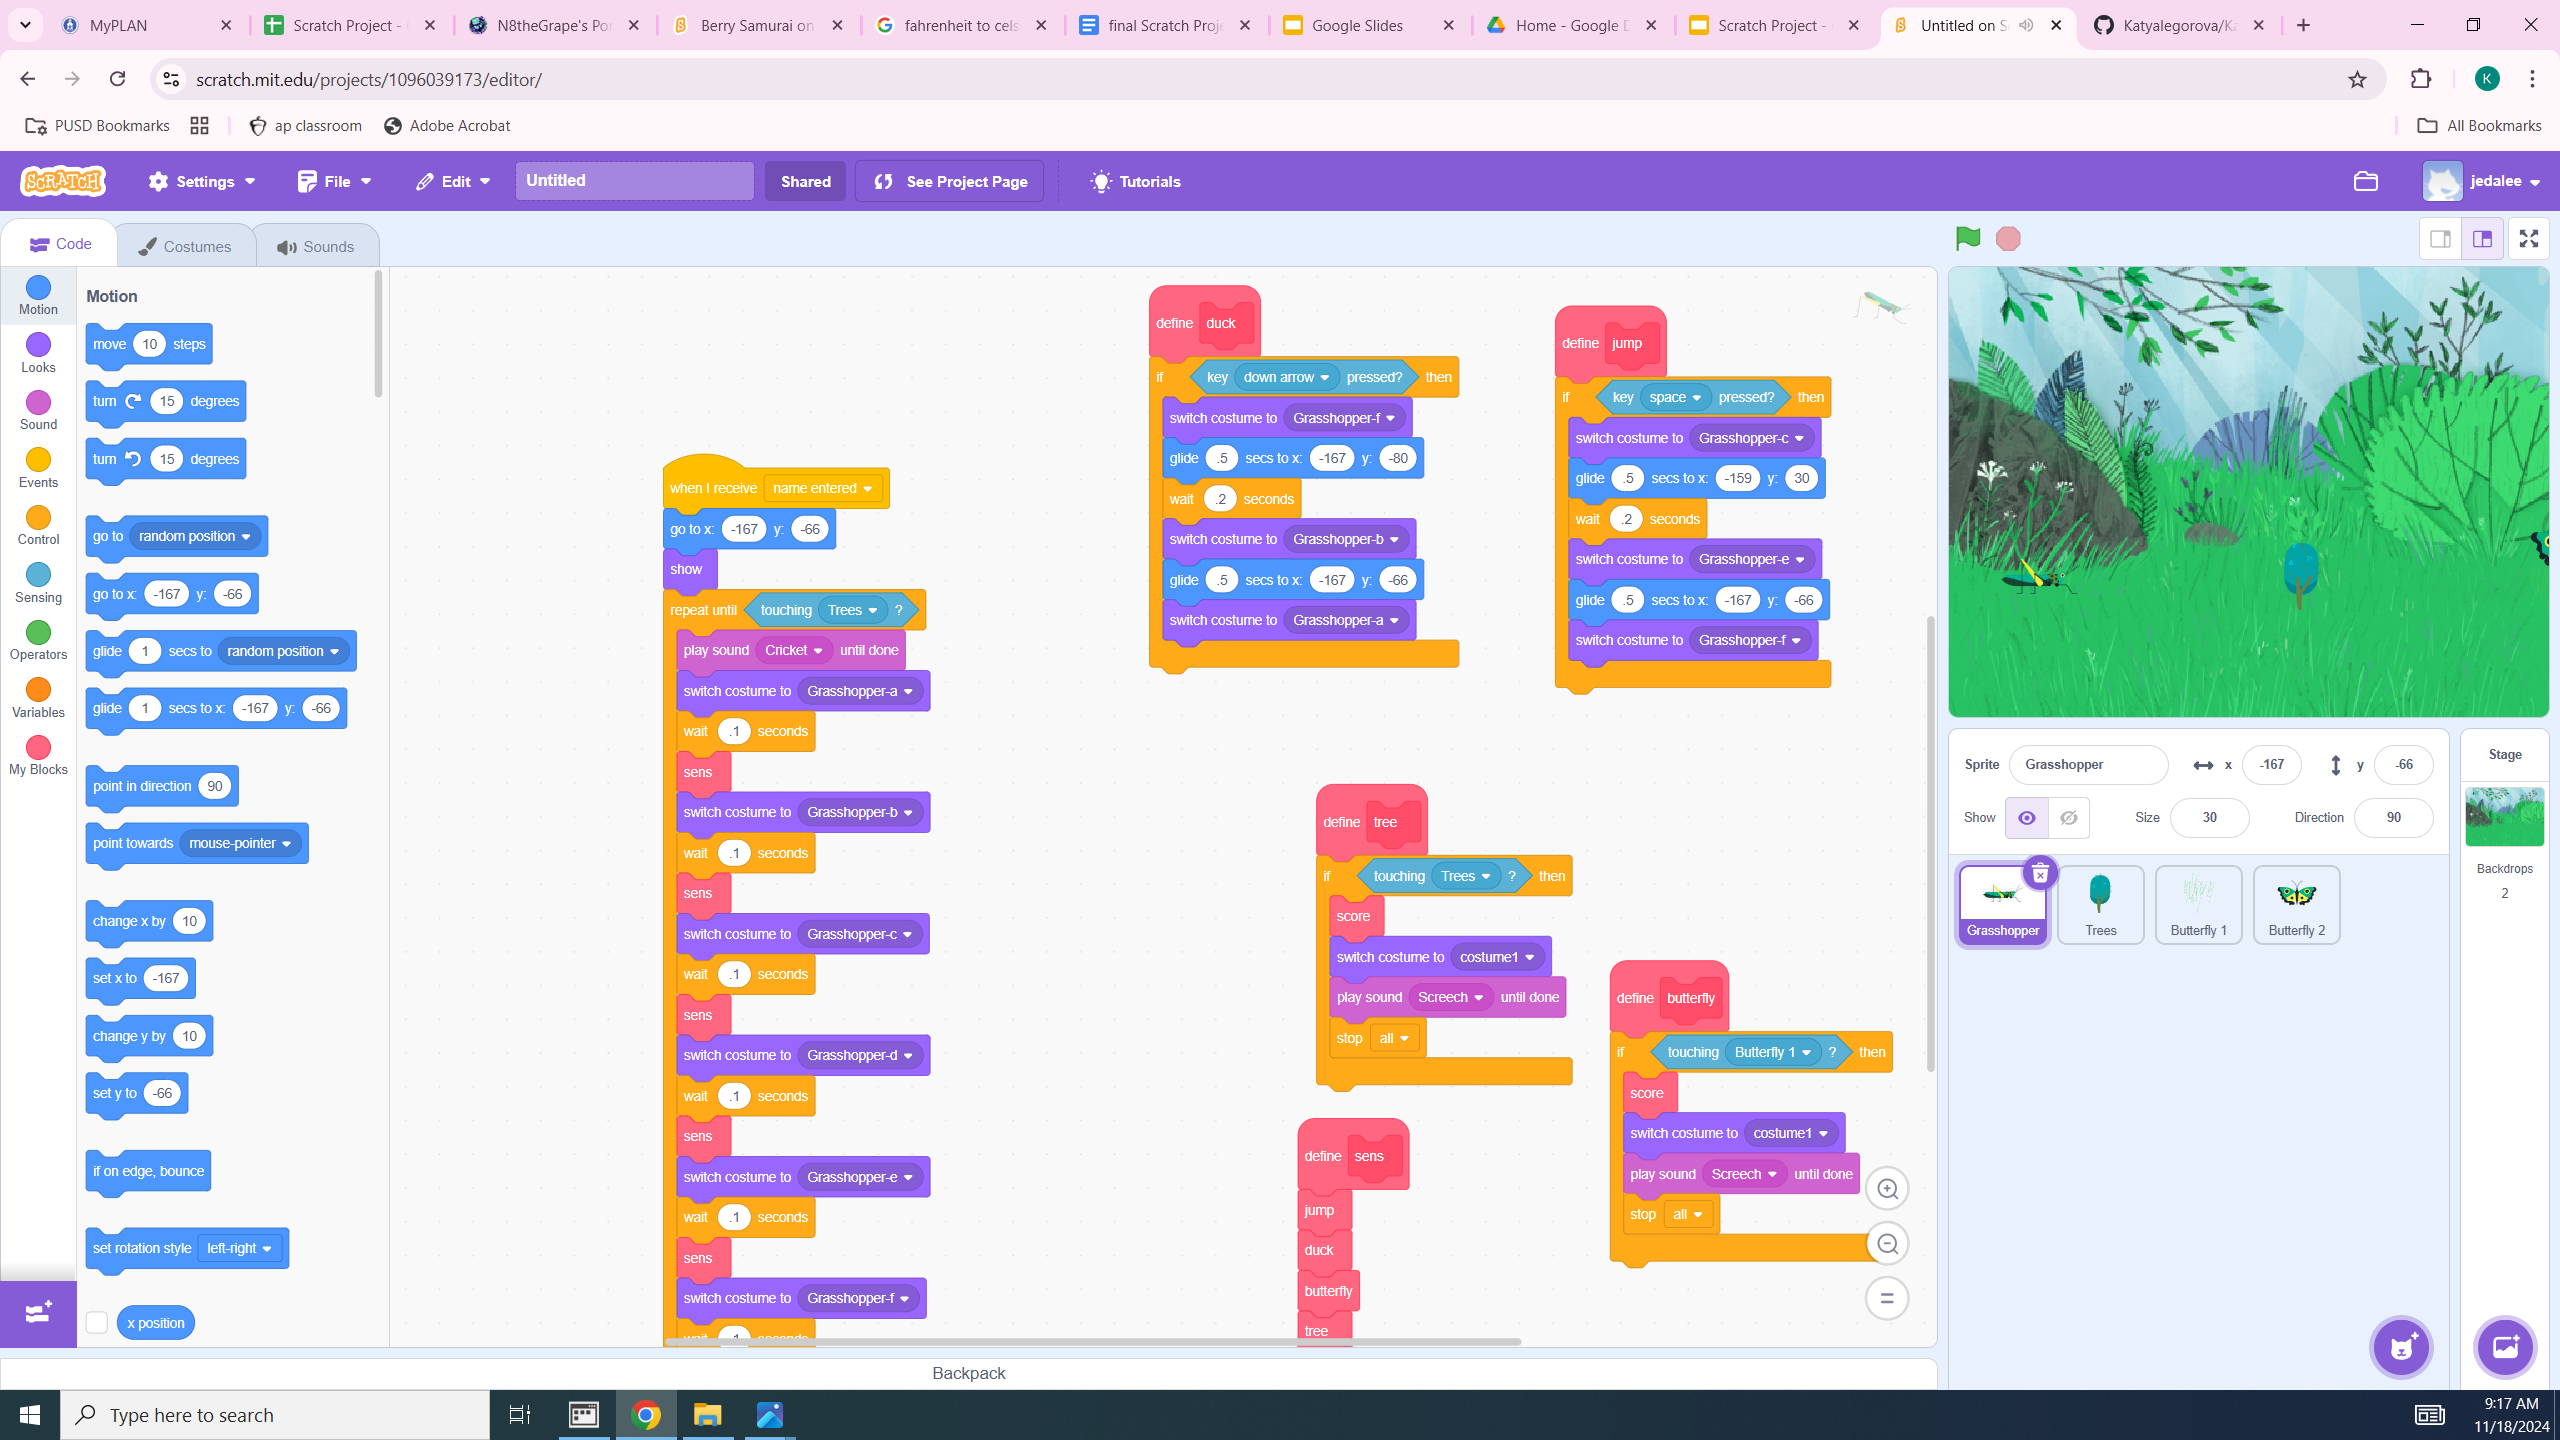 MyPLAN
Scratch Project -
N8theGrape's Por
Berry Samurai on
fahrenheit to cels
final Scratch Proje
Google Slides
Home - Google D
Scratch Project -
Untitled on S
Katyalegorova/Ka
scratch.mit.edu/projects/1096039173/editor/
K
PUSD Bookmarks
ap classroom
Adobe Acrobat
All Bookmarks
SCRATCH
Settings
File
Edit
Untitled
Shared
See Project Page
Tutorials
jedalee
Code
Costumes
Sounds
Motion
Looks
Sound
Events
Control
Sensing
Operators
Variables
My Blocks
Motion
move 10 steps
turn 15 degrees
turn 15 degrees
go to random position
go to x: -167 y: -66
glide 1 secs to random position
glide 1 secs to x: -167 y: -66
point in direction 90
point towards mouse-pointer
change x by 10
set x to -167
change y by 10
set y to -66
if on edge, bounce
set rotation style left-right
x position
when I receive name entered
go to x: -167 y: -66
show
repeat until touching Trees ?
play sound Cricket until done
switch costume to Grasshopper-a
wait .1 seconds
sens
switch costume to Grasshopper-b
wait .1 seconds
sens
switch costume to Grasshopper-c
wait .1 seconds
sens
switch costume to Grasshopper-d
wait .1 seconds
sens
switch costume to Grasshopper-e
wait .1 seconds
sens
switch costume to Grasshopper-f
wait .1 seconds
define duck
if key down arrow pressed? then
switch costume to Grasshopper-f
glide .5 secs to x: -167 y: -80
wait .2 seconds
switch costume to Grasshopper-b
glide .5 secs to x: -167 y: -66
switch costume to Grasshopper-a
define jump
if key space pressed? then
switch costume to Grasshopper-c
glide .5 secs to x: -159 y: 30
wait .2 seconds
switch costume to Grasshopper-e
glide .5 secs to x: -167 y: -66
switch costume to Grasshopper-f
define tree
if touching Trees ? then
score
switch costume to costume1
play sound Screech until done
stop all
define butterfly
if touching Butterfly 1 ? then
score
switch costume to costume1
play sound Screech until done
stop all
define sens
jump
duck
butterfly
tree
Backpack
Sprite Grasshopper x -167 y -66
Show Size 30 Direction 90
Grasshopper
Trees
Butterfly 1
Butterfly 2
Stage
Backdrops
2
Type here to search
9:17 AM
11/18/2024